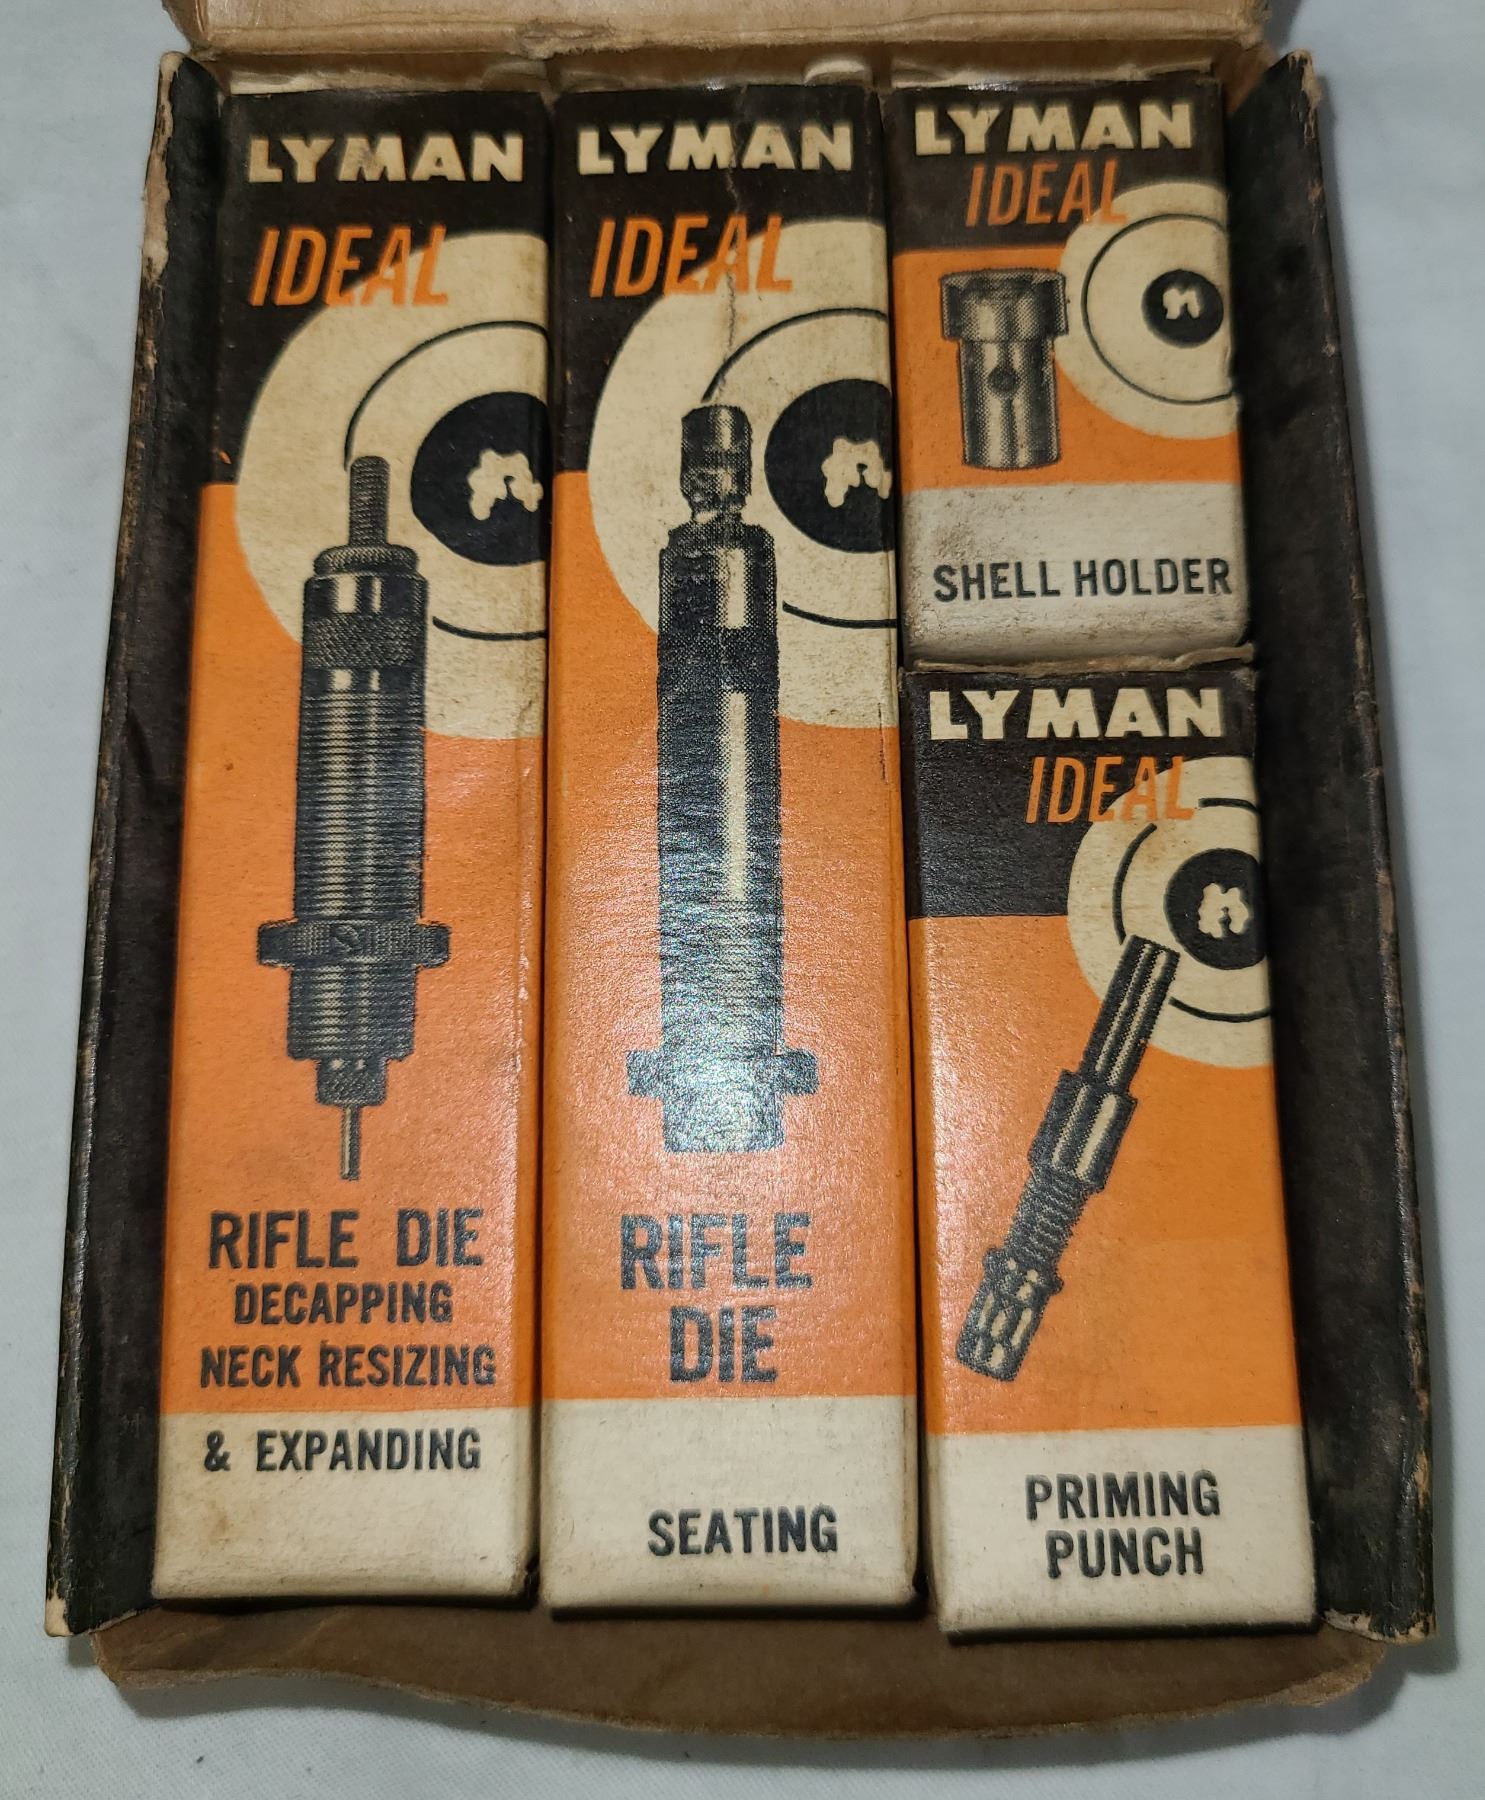 LYMAN
IDEAL
RIFLE DIE
DECAPPING
NECK RESIZING
& EXPANDING
LYMAN
IDEAL
RIFLE
DIE
SEATING
LYMAN
IDEAL
SHELL HOLDER
LYMAN
IDEAL
PRIMING
PUNCH